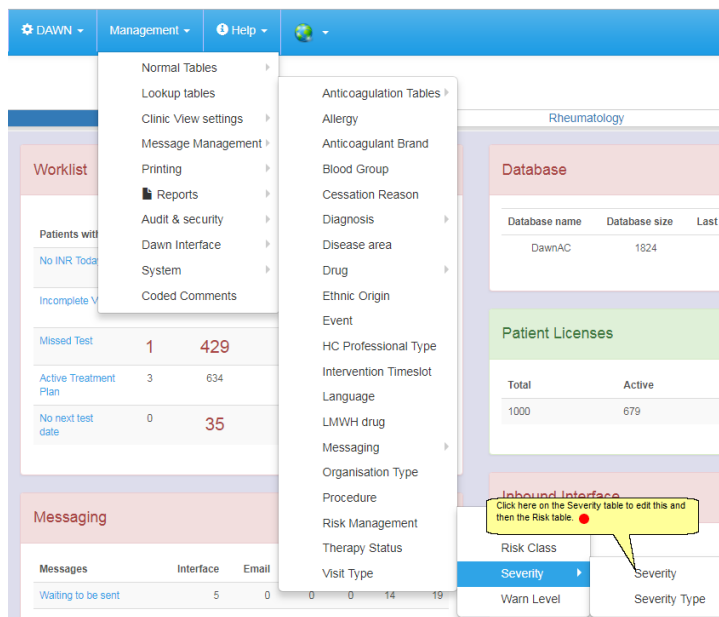 DAWN Management Help
Normal Tables
Lookup tables
Clinic View settings
Message Management
Printing
Reports
Audit & security
Dawn Interface
System
Coded Comments
Anticoagulation Tables
Allergy
Anticoagulant Brand
Blood Group
Cessation Reason
Diagnosis
Disease area
Drug
Ethnic Origin
Event
HC Professional Type
Intervention Timeslot
Language
LMWH drug
Messaging
Organisation Type
Procedure
Risk Management
Therapy Status
Visit Type
Risk Class
Severity
Warn Level
Severity
Severity Type
Click here on the Severity table to edit this and
then the Risk table.
Rheumatology
Worklist
Patients with
No INR Today
Incomplete V
Missed Test 1 429
Active Treatment
Plan 3 634
No next test
date 0 35
Messaging
Messages Interface Email
Waiting to be sent 5 0 0 0 14 19
Database
Database name Database size Last
DawnAC 1824
Patient Licenses
Total Active
1000 679
Inbound Interface